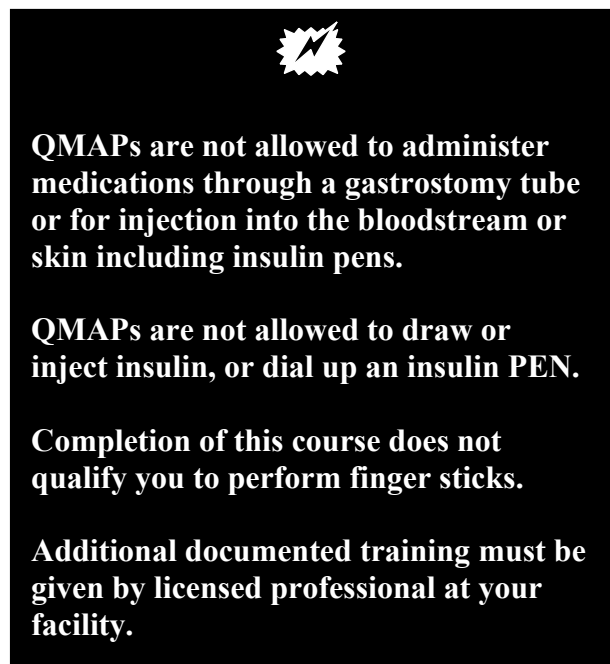 QMAPs are not allowed to administer
medications through a gastrostomy tube
or for injection into the bloodstream or
skin including insulin pens.
QMAPs are not allowed to draw or
inject insulin, or dial up an insulin PEN.
Completion of this course does not
qualify you to perform finger sticks.
Additional documented training must be
given by licensed professional at your
facility.